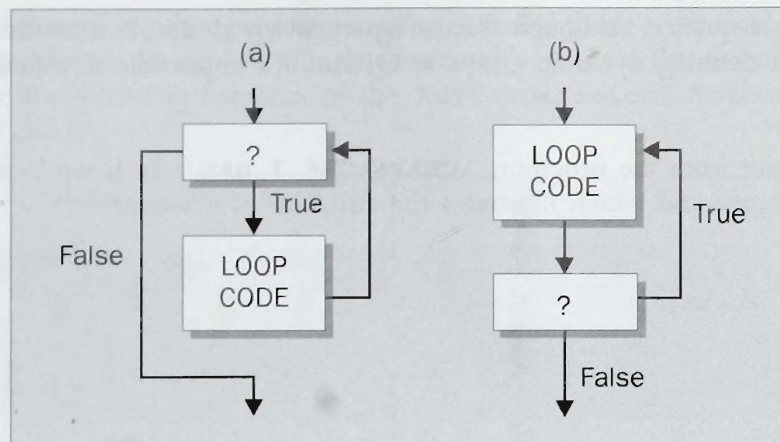 (a)
?
True
False
LOOP
CODE
(b)
LOOP
CODE
True
?
False